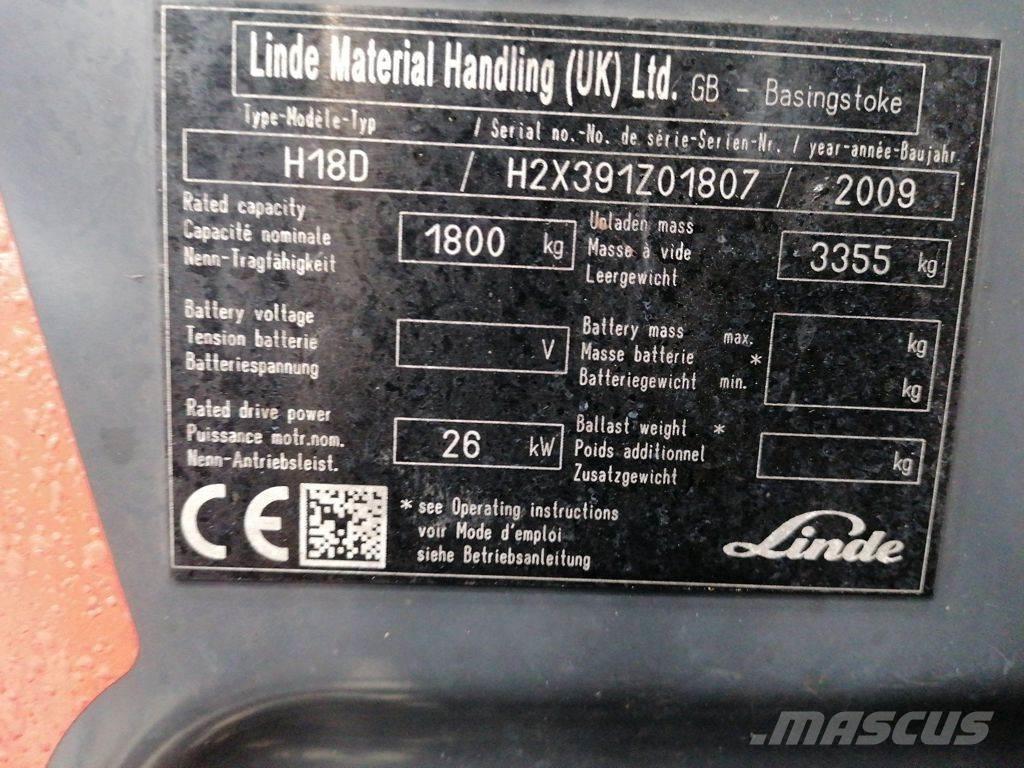 Linde Material Handling (UK) Ltd. GB - Basingstoke
Type-Modèle-Typ / Serial no.-No. de série-Serien-Nr. / year-année-Baujahr
H18D / H2X391Z01807 / 2009
Rated capacity
Capacité nominale
Nenn-Tragfähigkeit
1800 kg
Unladen mass
Masse à vide
Leergewicht
3355 kg
Battery voltage
Tension batterie
Batteriespannung
V
Battery mass max.
Masse batterie *
Batteriegewicht min.
kg
kg
Rated drive power
Puissance motr.nom.
Nenn-Antriebsleist.
26 kW
Ballast weight *
Poids additionnel
Zusatzgewicht
kg
CE
* see Operating instructions
voir Mode d'emploi
siehe Betriebsanleitung
Linde
MASCUS